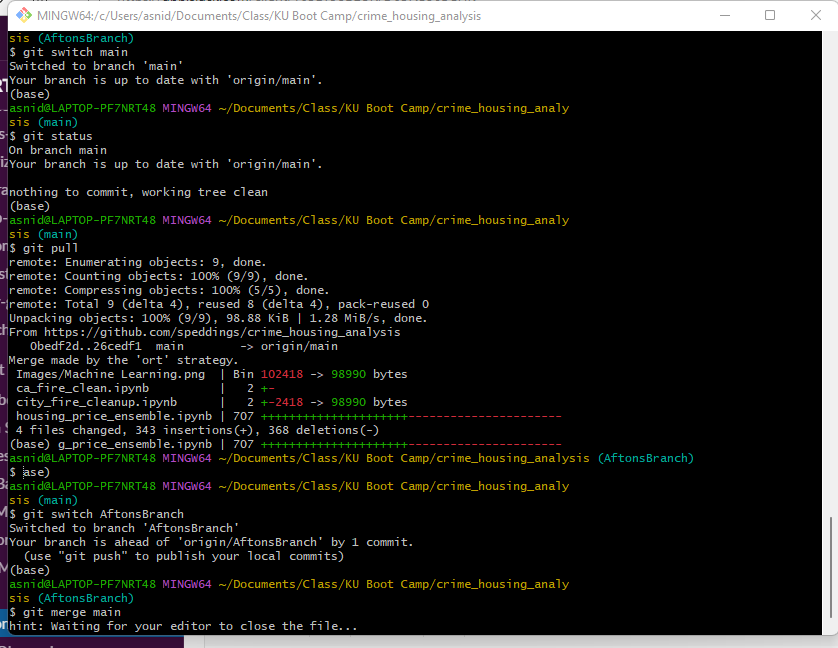 MINGW64:/c/Users/asnid/Documents/Class/KU Boot Camp/crime_housing_analysis
sis (AftonsBranch)
$ git switch main
Switched to branch 'main'
Your branch is up to date with 'origin/main'.
(base)
asnid@LAPTOP-PF7NRT48 MINGW64 ~/Documents/Class/KU Boot Camp/crime_housing_analy
sis (main)
$ git status
On branch main
Your branch is up to date with 'origin/main'.
nothing to commit, working tree clean
(base)
asnid@LAPTOP-PF7NRT48 MINGW64 ~/Documents/Class/KU Boot Camp/crime_housing_analy
sis (main)
$ git pull
remote: Enumerating objects: 9, done.
remote: Counting objects: 100% (9/9), done.
remote: Compressing objects: 100% (5/5), done.
remote: Total 9 (delta 4), reused 8 (delta 4), pack-reused 0
Unpacking objects: 100% (9/9), 98.88 KiB | 1.28 MiB/s, done.
From https://github.com/speddings/crime_housing_analysis
   0bedf2d..26cedf1  main       -> origin/main
Merge made by the 'ort' strategy.
 Images/Machine Learning.png  | Bin 102418 -> 98990 bytes
 ca_fire_clean.ipynb          |   2 +-
 city_fire_cleanup.ipynb      |   2 +-2418 -> 98990 bytes
 housing_price_ensemble.ipynb | 707 +++++++++++++++++++++----------------------
 4 files changed, 343 insertions(+), 368 deletions(-)
(base) g_price_ensemble.ipynb | 707 +++++++++++++++++++++----------------------
asnid@LAPTOP-PF7NRT48 MINGW64 ~/Documents/Class/KU Boot Camp/crime_housing_analysis (AftonsBranch)
$ ase)
asnid@LAPTOP-PF7NRT48 MINGW64 ~/Documents/Class/KU Boot Camp/crime_housing_analy
sis (main)
$ git switch AftonsBranch
Switched to branch 'AftonsBranch'
Your branch is ahead of 'origin/AftonsBranch' by 1 commit.
  (use "git push" to publish your local commits)
(base)
asnid@LAPTOP-PF7NRT48 MINGW64 ~/Documents/Class/KU Boot Camp/crime_housing_analy
sis (AftonsBranch)
$ git merge main
hint: Waiting for your editor to close the file...